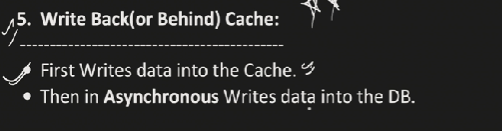 5. Write Back(or Behind) Cache:
--------------------------------------------
First Writes data into the Cache.
• Then in Asynchronous Writes data into the DB.